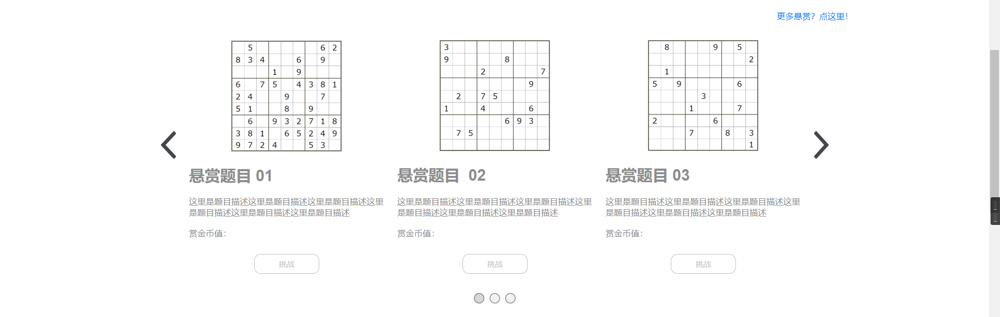 更多悬赏？点这里！
5 6 2
8 3 4 6 9
1 9
6 7 5 4 3 8 1
2 4 9 7
5 1 8 9
6 9 3 2 7 1 8
3 8 1 6 5 2 4 9
9 7 2 4 5 3
悬赏题目 01
这里是题目描述这里是题目描述这里是题目描述这里
是题目描述这里是题目描述这里是题目描述
赏金币值：
挑战
3
9 8
2 7
9
2 7 5
1 4 6
6 9 3
7 5
悬赏题目 02
这里是题目描述这里是题目描述这里是题目描述这里
是题目描述这里是题目描述这里是题目描述
赏金币值：
挑战
8 9 5
2
1
5 9 6
3
1 7
2 6
7 8 3
1
悬赏题目 03
这里是题目描述这里是题目描述这里是题目描述这里
是题目描述这里是题目描述这里是题目描述
赏金币值：
挑战